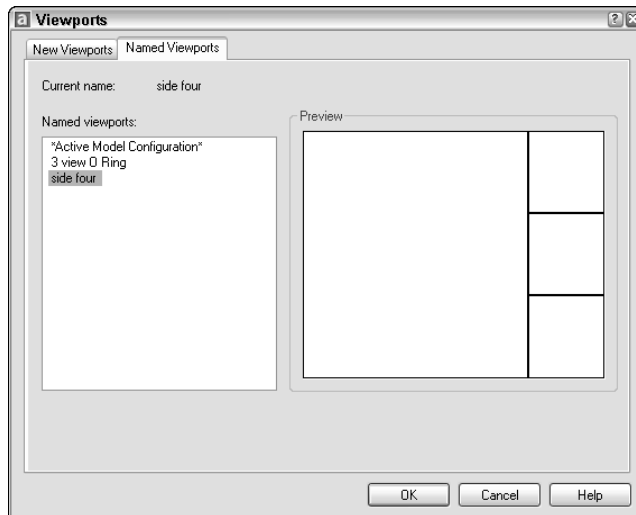 a Viewports
New Viewports Named Viewports
Current name: side four
Named viewports:
Preview
*Active Model Configuration*
3 view O Ring
side four
OK Cancel Help